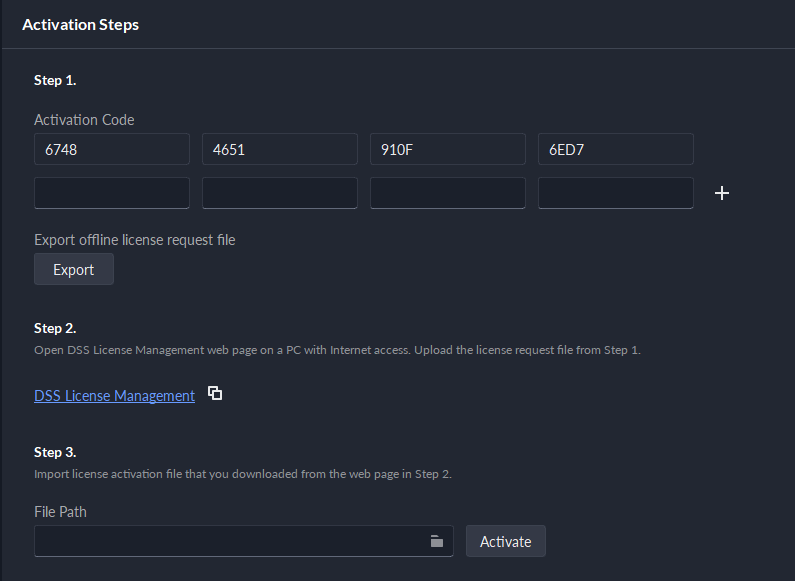 Activation Steps
Step 1.
Activation Code
6748 4651 910F 6ED7
Export offline license request file
Export
Step 2.
Open DSS License Management web page on a PC with Internet access. Upload the license request file from Step 1.
DSS License Management
Step 3.
Import license activation file that you downloaded from the web page in Step 2.
File Path
Activate